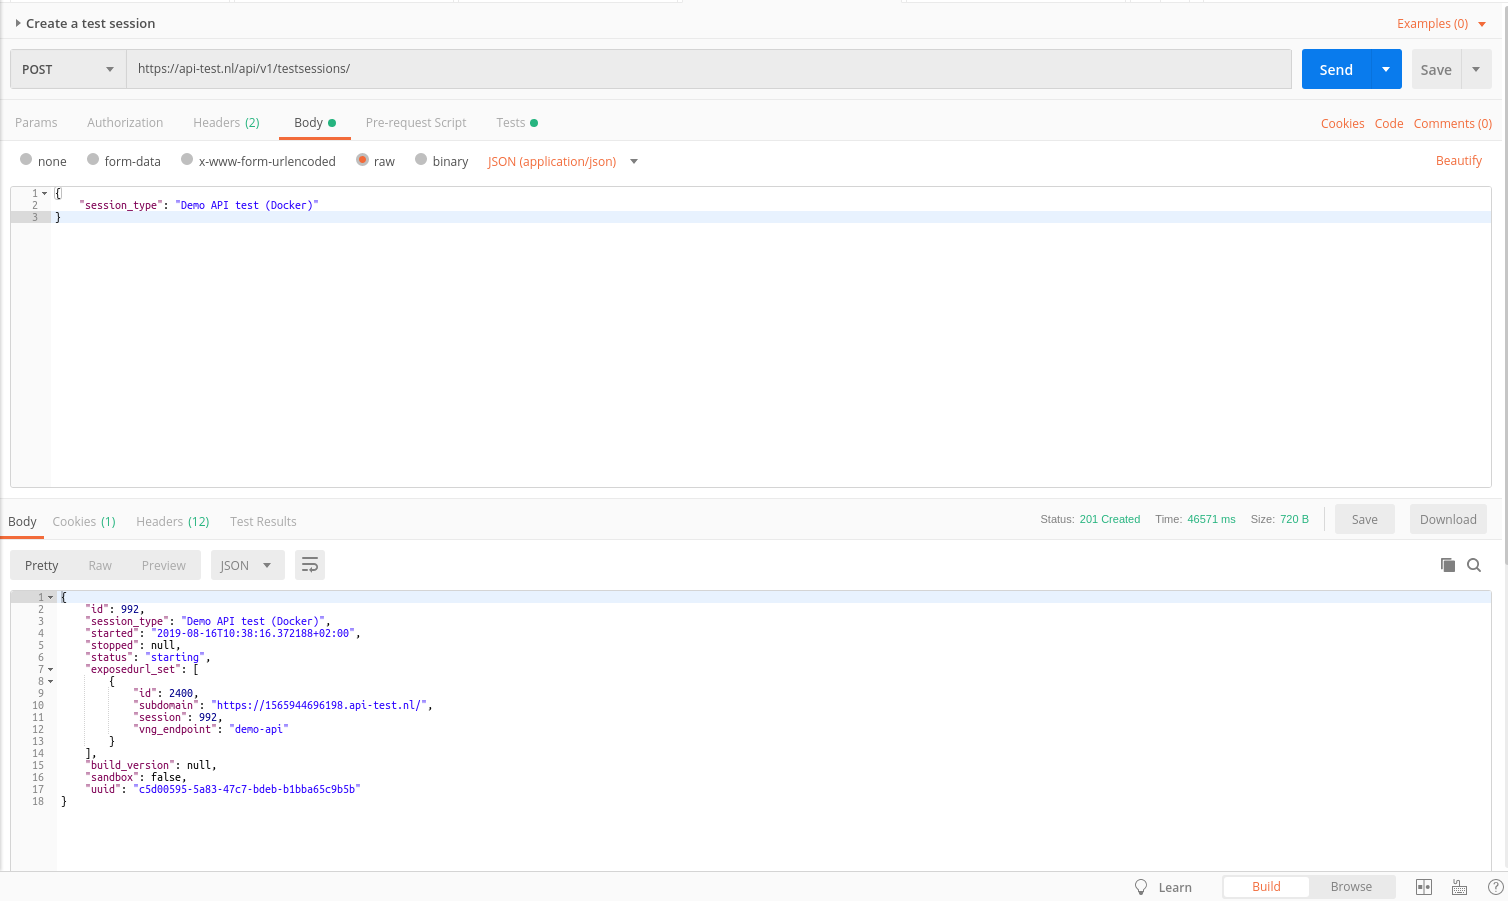 Create a test session
Examples (0)
POST
https://api-test.nl/api/v1/testsessions/
Send
Save
Params Authorization Headers (2) Body Pre-request Script Tests
Cookies Code Comments (0)
none form-data x-www-form-urlencoded raw binary JSON (application/json)
Beautify
1 {
2 "session_type": "Demo API test (Docker)"
3 }
Body Cookies (1) Headers (12) Test Results
Status: 201 Created Time: 46571 ms Size: 720 B
Save
Download
Pretty Raw Preview JSON
1 {
2 "id": 992,
3 "session_type": "Demo API test (Docker)",
4 "started": "2019-08-16T10:38:16.372188+02:00",
5 "stopped": null,
6 "status": "starting",
7 "exposedurl_set": [
8 {
9 "id": 2400,
10 "subdomain": "https://1565944696198.api-test.nl/",
11 "session": 992,
12 "vng_endpoint": "demo-api"
13 }
14 ],
15 "build_version": null,
16 "sandbox": false,
17 "uuid": "c5d00595-5a83-47c7-bdeb-b1bba65c9b5b"
18 }
Learn
Build
Browse